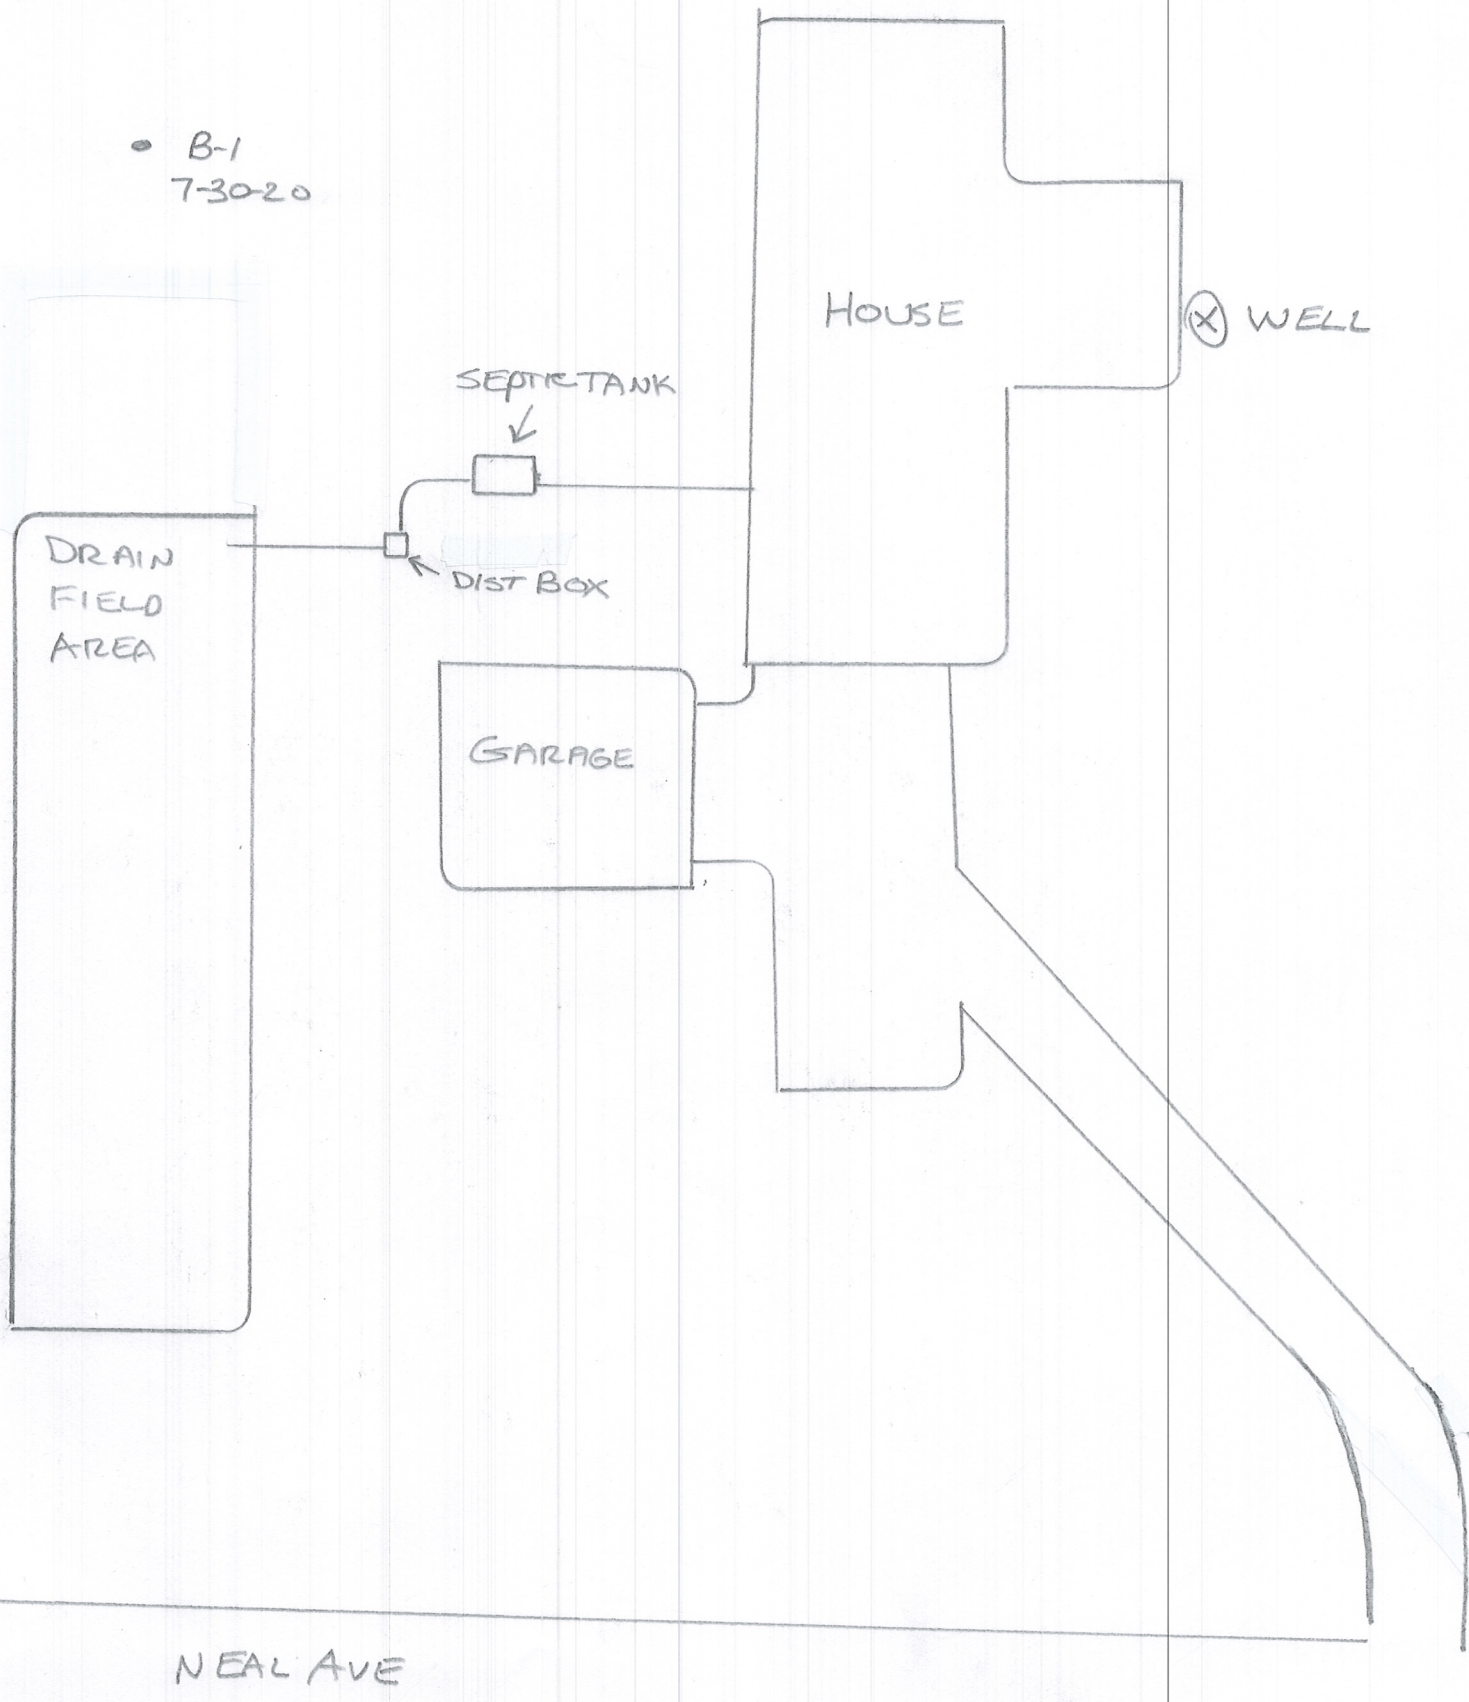 B-1
7-30-20
HOUSE
X WELL
SEPTIC TANK
DRAIN
FIELD
AREA
DIST BOX
GARAGE
NEAL AVE